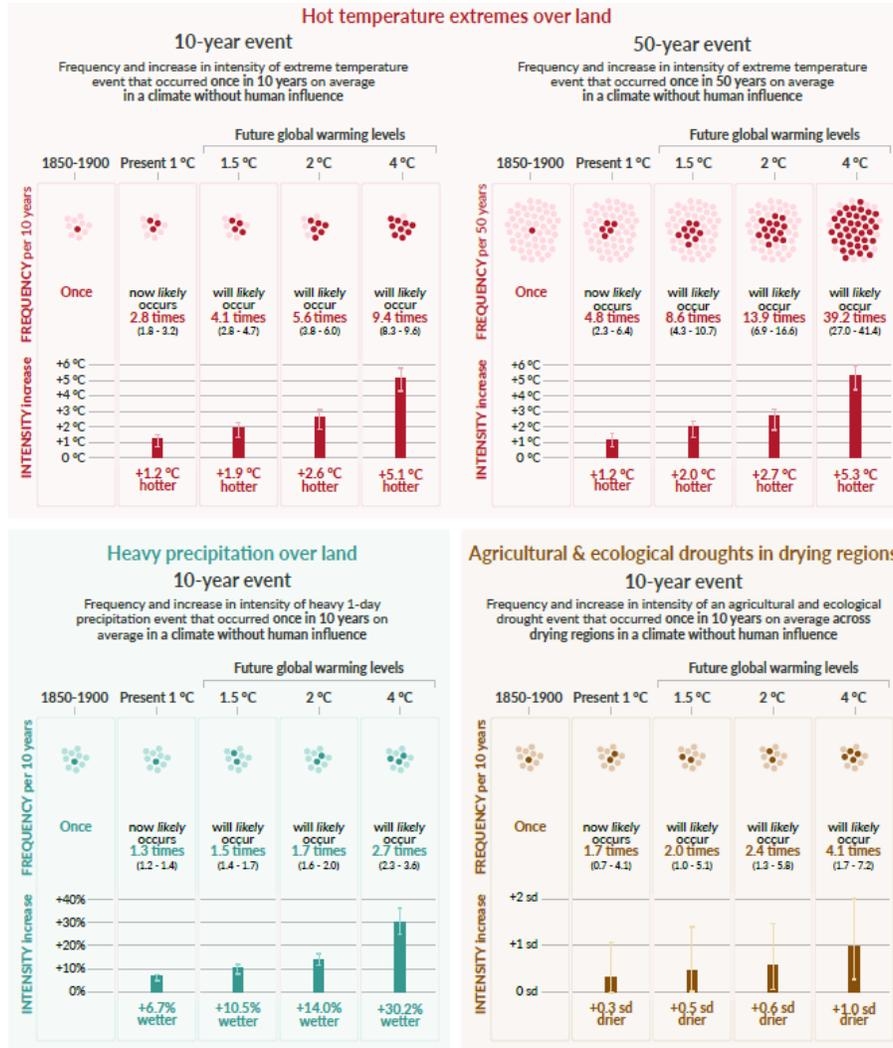 Hot temperature extremes over land
10-year event
Frequency and increase in intensity of extreme temperature
event that occurred once in 10 years on average
in a climate without human influence
Future global warming levels
1850-1900 Present 1 °C 1.5 °C 2 °C 4 °C
FREQUENCY per 10 years
Once
now likely occurs 2.8 times (1.8 - 3.2)
will likely occur 4.1 times (2.8 - 4.7)
will likely occur 5.6 times (3.8 - 6.0)
will likely occur 9.4 times (8.3 - 9.6)
INTENSITY increase
+6 °C
+5 °C
+4 °C
+3 °C
+2 °C
+1 °C
0 °C
+1.2 °C hotter
+1.9 °C hotter
+2.6 °C hotter
+5.1 °C hotter
50-year event
Frequency and increase in intensity of extreme temperature
event that occurred once in 50 years on average
in a climate without human influence
Future global warming levels
1850-1900 Present 1 °C 1.5 °C 2 °C 4 °C
FREQUENCY per 50 years
Once
now likely occurs 4.8 times (2.3 - 6.4)
will likely occur 8.6 times (4.3 - 10.7)
will likely occur 13.9 times (6.9 - 16.6)
will likely occur 39.2 times (27.0 - 41.4)
INTENSITY increase
+6 °C
+5 °C
+4 °C
+3 °C
+2 °C
+1 °C
0 °C
+1.2 °C hotter
+2.0 °C hotter
+2.7 °C hotter
+5.3 °C hotter
Heavy precipitation over land
10-year event
Frequency and increase in intensity of heavy 1-day
precipitation event that occurred once in 10 years on
average in a climate without human influence
Future global warming levels
1850-1900 Present 1 °C 1.5 °C 2 °C 4 °C
FREQUENCY per 10 years
Once
now likely occurs 1.3 times (1.2 - 1.4)
will likely occur 1.5 times (1.4 - 1.7)
will likely occur 1.7 times (1.6 - 2.0)
will likely occur 2.7 times (2.3 - 3.6)
INTENSITY increase
+40%
+30%
+20%
+10%
0%
+6.7% wetter
+10.5% wetter
+14.0% wetter
+30.2% wetter
Agricultural & ecological droughts in drying regions
10-year event
Frequency and increase in intensity of an agricultural and ecological
drought event that occurred once in 10 years on average across
drying regions in a climate without human influence
Future global warming levels
1850-1900 Present 1 °C 1.5 °C 2 °C 4 °C
FREQUENCY per 10 years
Once
now likely occurs 1.7 times (0.7 - 4.1)
will likely occur 2.0 times (1.0 - 5.1)
will likely occur 2.4 times (1.3 - 5.8)
will likely occur 4.1 times (1.7 - 7.2)
INTENSITY increase
+2 sd
+1 sd
0 sd
+0.3 sd drier
+0.5 sd drier
+0.6 sd drier
+1.0 sd drier